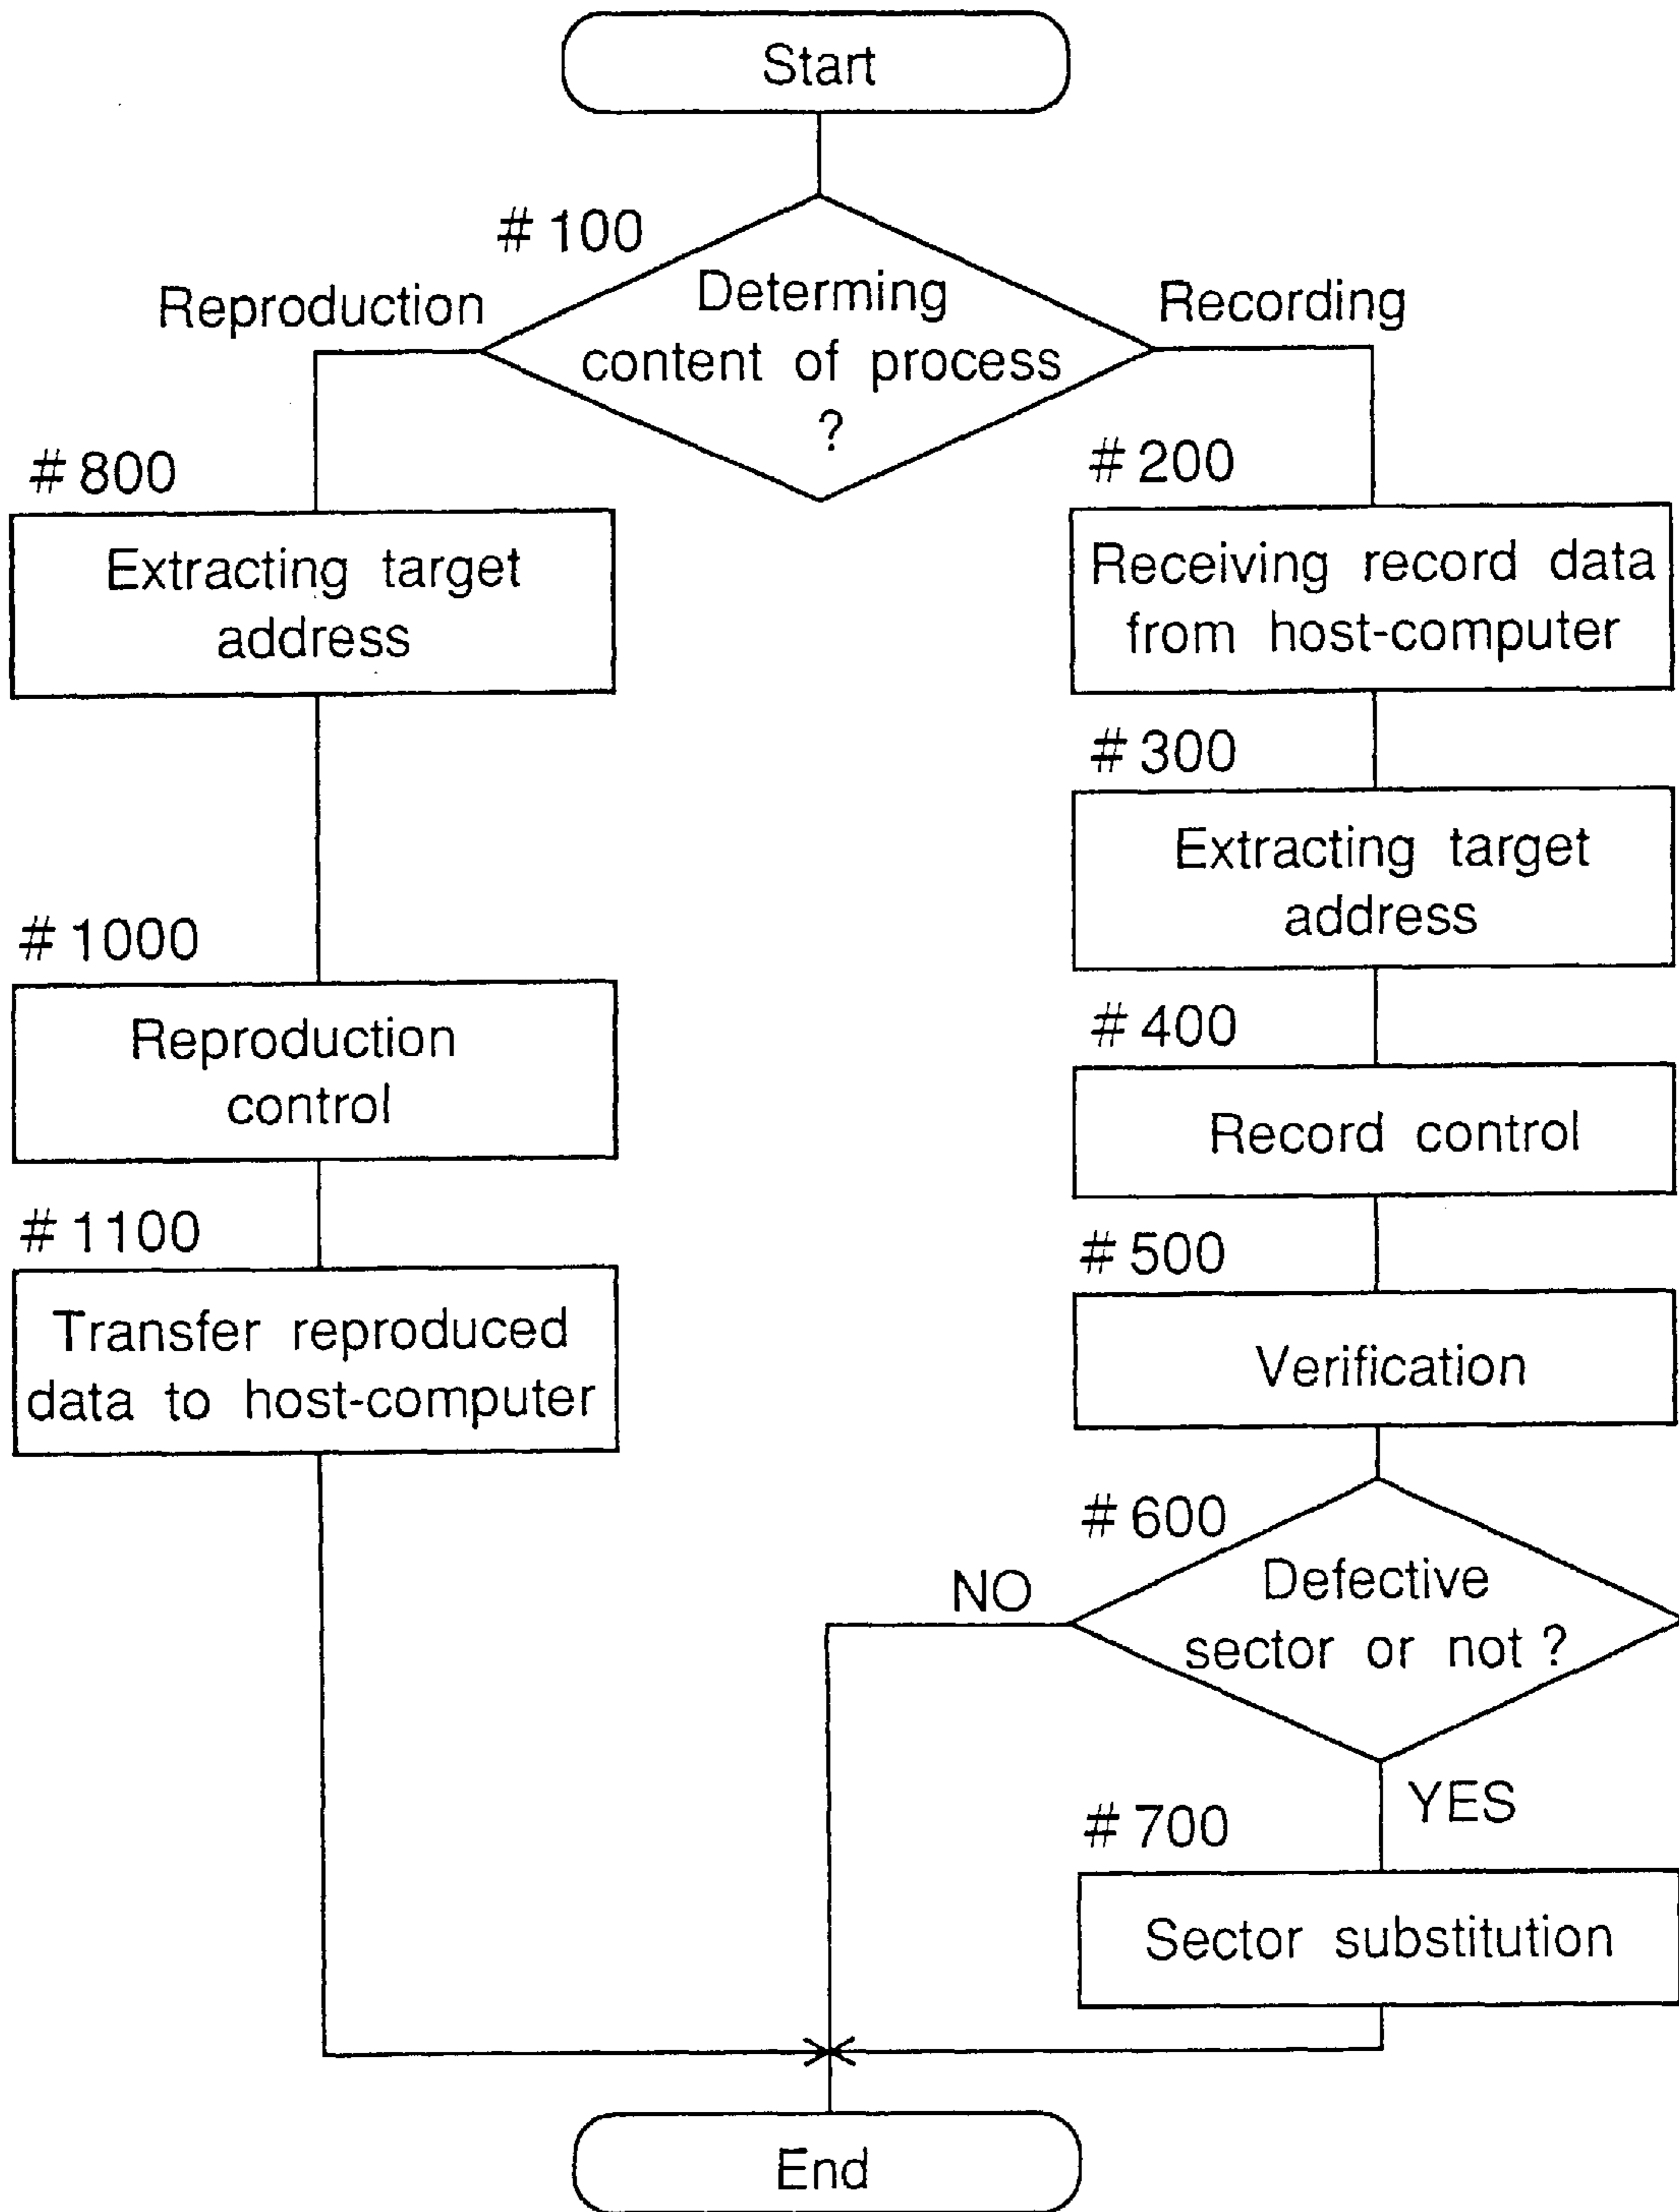 Start
# 100
Determing
content of process
?
Reproduction
Recording
# 800
Extracting target
address
# 1000
Reproduction
control
# 1100
Transfer reproduced
data to host-computer
# 200
Receiving record data
from host-computer
# 300
Extracting target
address
# 400
Record control
# 500
Verification
# 600
Defective
sector or not ?
NO
YES
# 700
Sector substitution
End